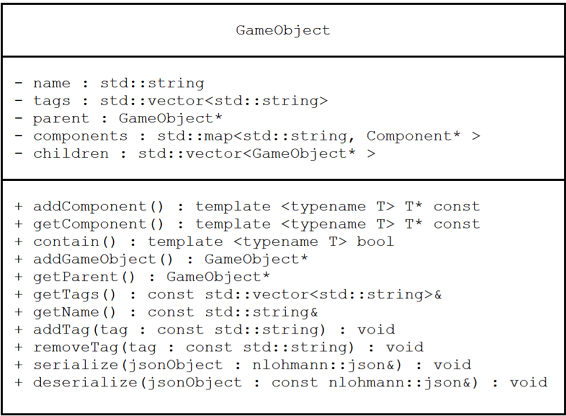 GameObject
- name : std::string
- tags : std::vector<std::string>
- parent : GameObject*
- components : std::map<std::string, Component* >
- children : std::vector<GameObject* >
+ addComponent() : template <typename T> T* const
+ getComponent() : template <typename T> T* const
+ contain() : template <typename T> bool
+ addGameObject() : GameObject*
+ getParent() : GameObject*
+ getTags() : const std::vector<std::string>&
+ getName() : const std::string&
+ addTag(tag : const std::string) : void
+ removeTag(tag : const std::string) : void
+ serialize(jsonObject : nlohmann::json&) : void
+ deserialize(jsonObject : const nlohmann::json&) : void